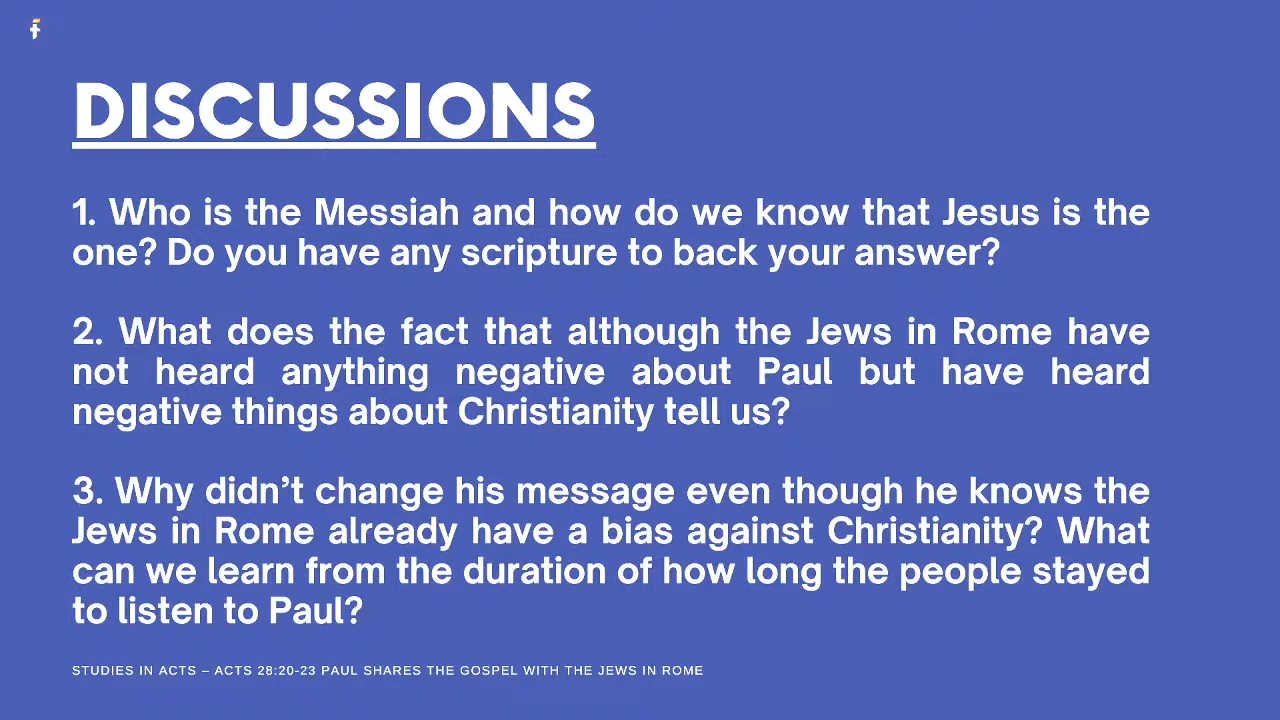 DISCUSSIONS
1. Who is the Messiah and how do we know that Jesus is the
one? Do you have any scripture to back your answer?
2. What does the fact that although the Jews in Rome have
not heard anything negative about Paul but have heard
negative things about Christianity tell us?
3. Why didn’t change his message even though he knows the
Jews in Rome already have a bias against Christianity? What
can we learn from the duration of how long the people stayed
to listen to Paul?
STUDIES IN ACTS – ACTS 28:20-23 PAUL SHARES THE GOSPEL WITH THE JEWS IN ROME